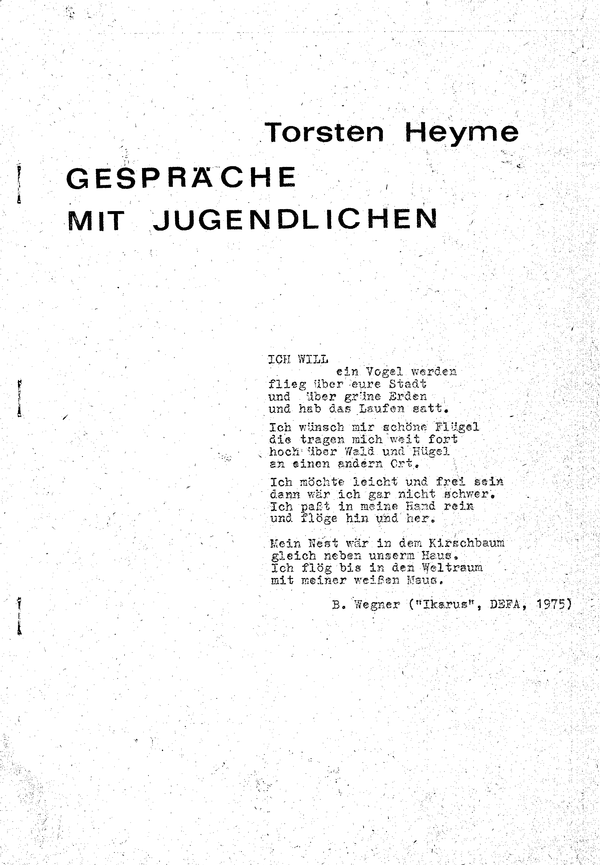 Torsten Heyme
GESPRÄCHE
MIT JUGENDLICHEN
ICH WILL
ein Vogel werden
flieg über eure Stadt
und über grüne Erden
und hab das Laufen satt.
Ich wünsch mir schöne Flügel
die tragen mich weit fort
hoch über Wald und Hügel
an einen andern Ort.
Ich möchte leicht und frei sein
dann wär ich gar nicht schwer.
Ich paßt in meine Hand rein
und flöge hin und her.
Mein Nest wär in dem Kirschbaum
gleich neben unserm Haus.
Ich flög bis in den Weltraum
mit meiner weißen Maus.
B. Wegner ("Ikarus", DEFA, 1975)